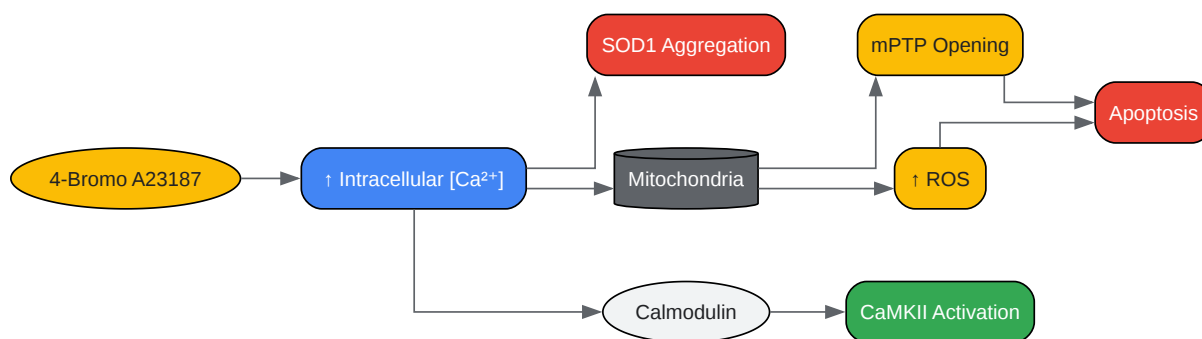 SOD1 Aggregation
mPTP Opening
Apoptosis
4-Bromo A23187
↑ Intracellular [Ca²⁺]
Mitochondria
↑ ROS
Calmodulin
CaMKII Activation